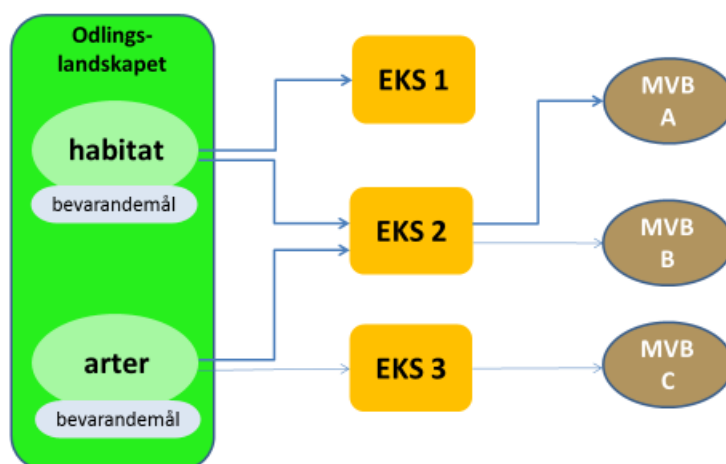 Odlings-
landskapet
habitat
bevarandemål
arter
bevarandemål
EKS 1
EKS 2
EKS 3
MVB
A
MVB
B
MVB
C